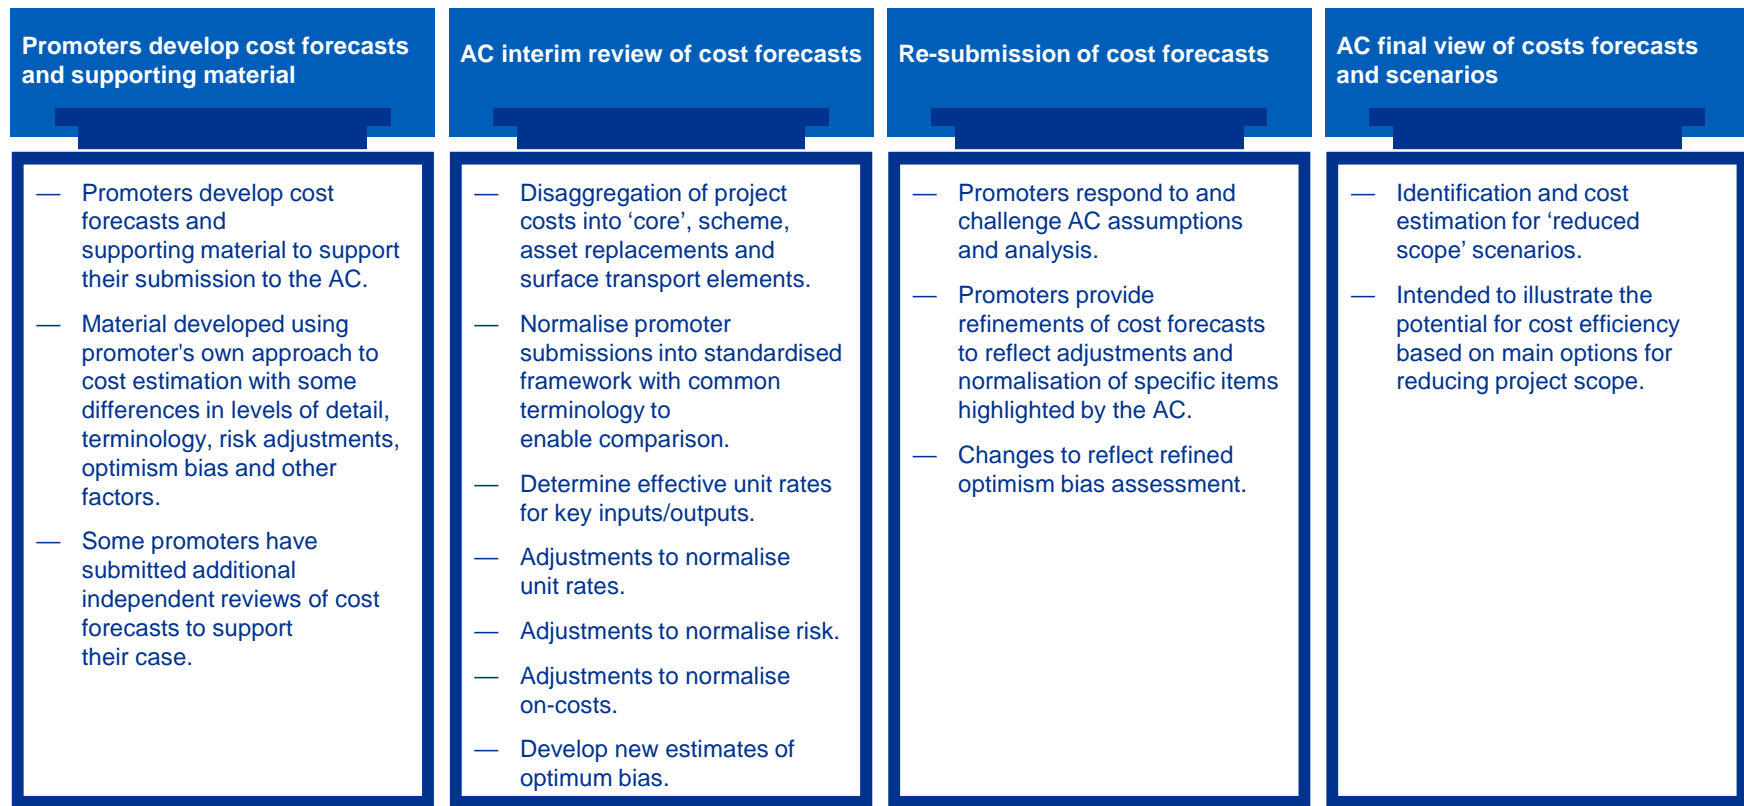 Promoters develop cost forecasts
and supporting material
— Promoters develop cost
forecasts and
supporting material to support
their submission to the AC.
— Material developed using
promoter's own approach to
cost estimation with some
differences in levels of detail,
terminology, risk adjustments,
optimism bias and other
factors.
— Some promoters have
submitted additional
independent reviews of cost
forecasts to support
their case.
AC interim review of cost forecasts
— Disaggregation of project
costs into ‘core’, scheme,
asset replacements and
surface transport elements.
— Normalise promoter
submissions into standardised
framework with common
terminology to
enable comparison.
— Determine effective unit rates
for key inputs/outputs.
— Adjustments to normalise
unit rates.
— Adjustments to normalise risk.
— Adjustments to normalise
on-costs.
— Develop new estimates of
optimum bias.
Re-submission of cost forecasts
— Promoters respond to and
challenge AC assumptions
and analysis.
— Promoters provide
refinements of cost forecasts
to reflect adjustments and
normalisation of specific items
highlighted by the AC.
— Changes to reflect refined
optimism bias assessment.
AC final view of costs forecasts
and scenarios
— Identification and cost
estimation for ‘reduced
scope’ scenarios.
— Intended to illustrate the
potential for cost efficiency
based on main options for
reducing project scope.